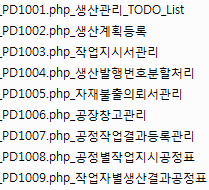 _PD1001.php_생산관리_TODO_List
_PD1002.php_생산계획등록
_PD1003.php_작업지시서관리
_PD1004.php_생산발행번호분할처리
_PD1005.php_자재불출의뢰서관리
_PD1006.php_공장창고관리
_PD1007.php_공정작업결과등록관리
_PD1008.php_공정별작업지시공정표
_PD1009.php_작업자별생산결과공정표